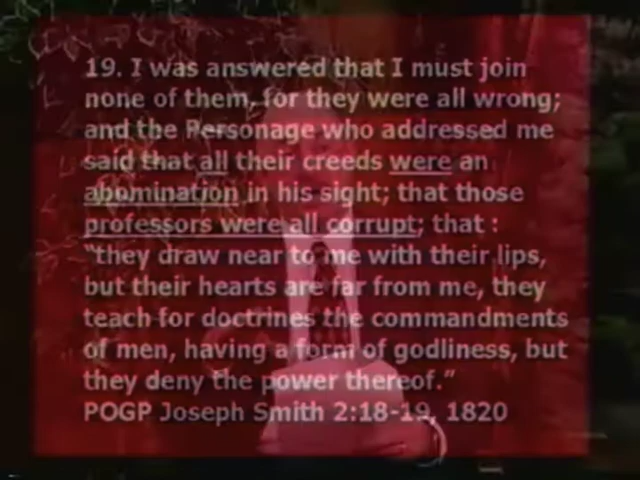 19. I was answered that I must join
none of them, for they were all wrong;
and the Personage who addressed me
said that all their creeds were an
abomination in his sight; that those
professors were all corrupt; that :
“they draw near to me with their lips,
but their hearts are far from me, they
teach for doctrines the commandments
of men, having a form of godliness, but
they deny the power thereof.”
POGP Joseph Smith 2:18-19, 1820